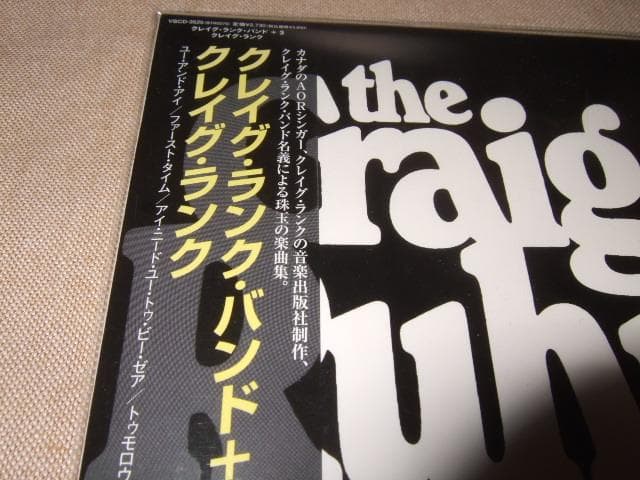 VSCD-3525
定価¥2,730
クレイグ・ランク・バンド + 3
クレイグ・ランク
カナダのAORシンガー、クレイグ・ランクの音楽出版社制作、
クレイグ・ランク・バンド名義による珠玉の楽曲集。
クレイグ・ランク・バンド+
クレイグ・ランク
ユー・アンド・アイ/ファースト・タイム/アイ・ニード・ユー・トゥ・ビー・ゼア/トゥモロウ
the
raig
uh